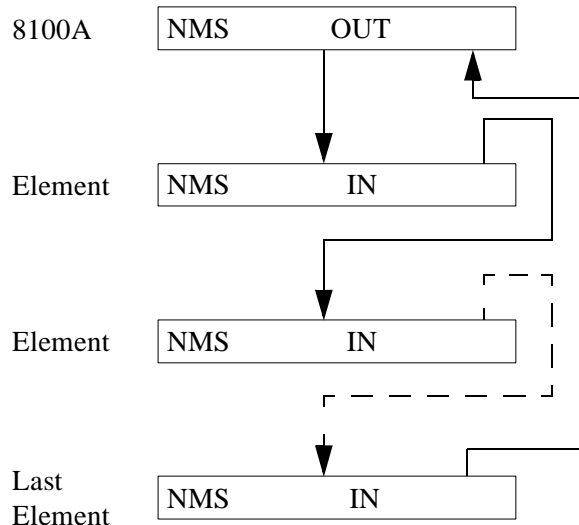 8100A NMS OUT
Element NMS IN
Element NMS IN
Last
Element NMS IN